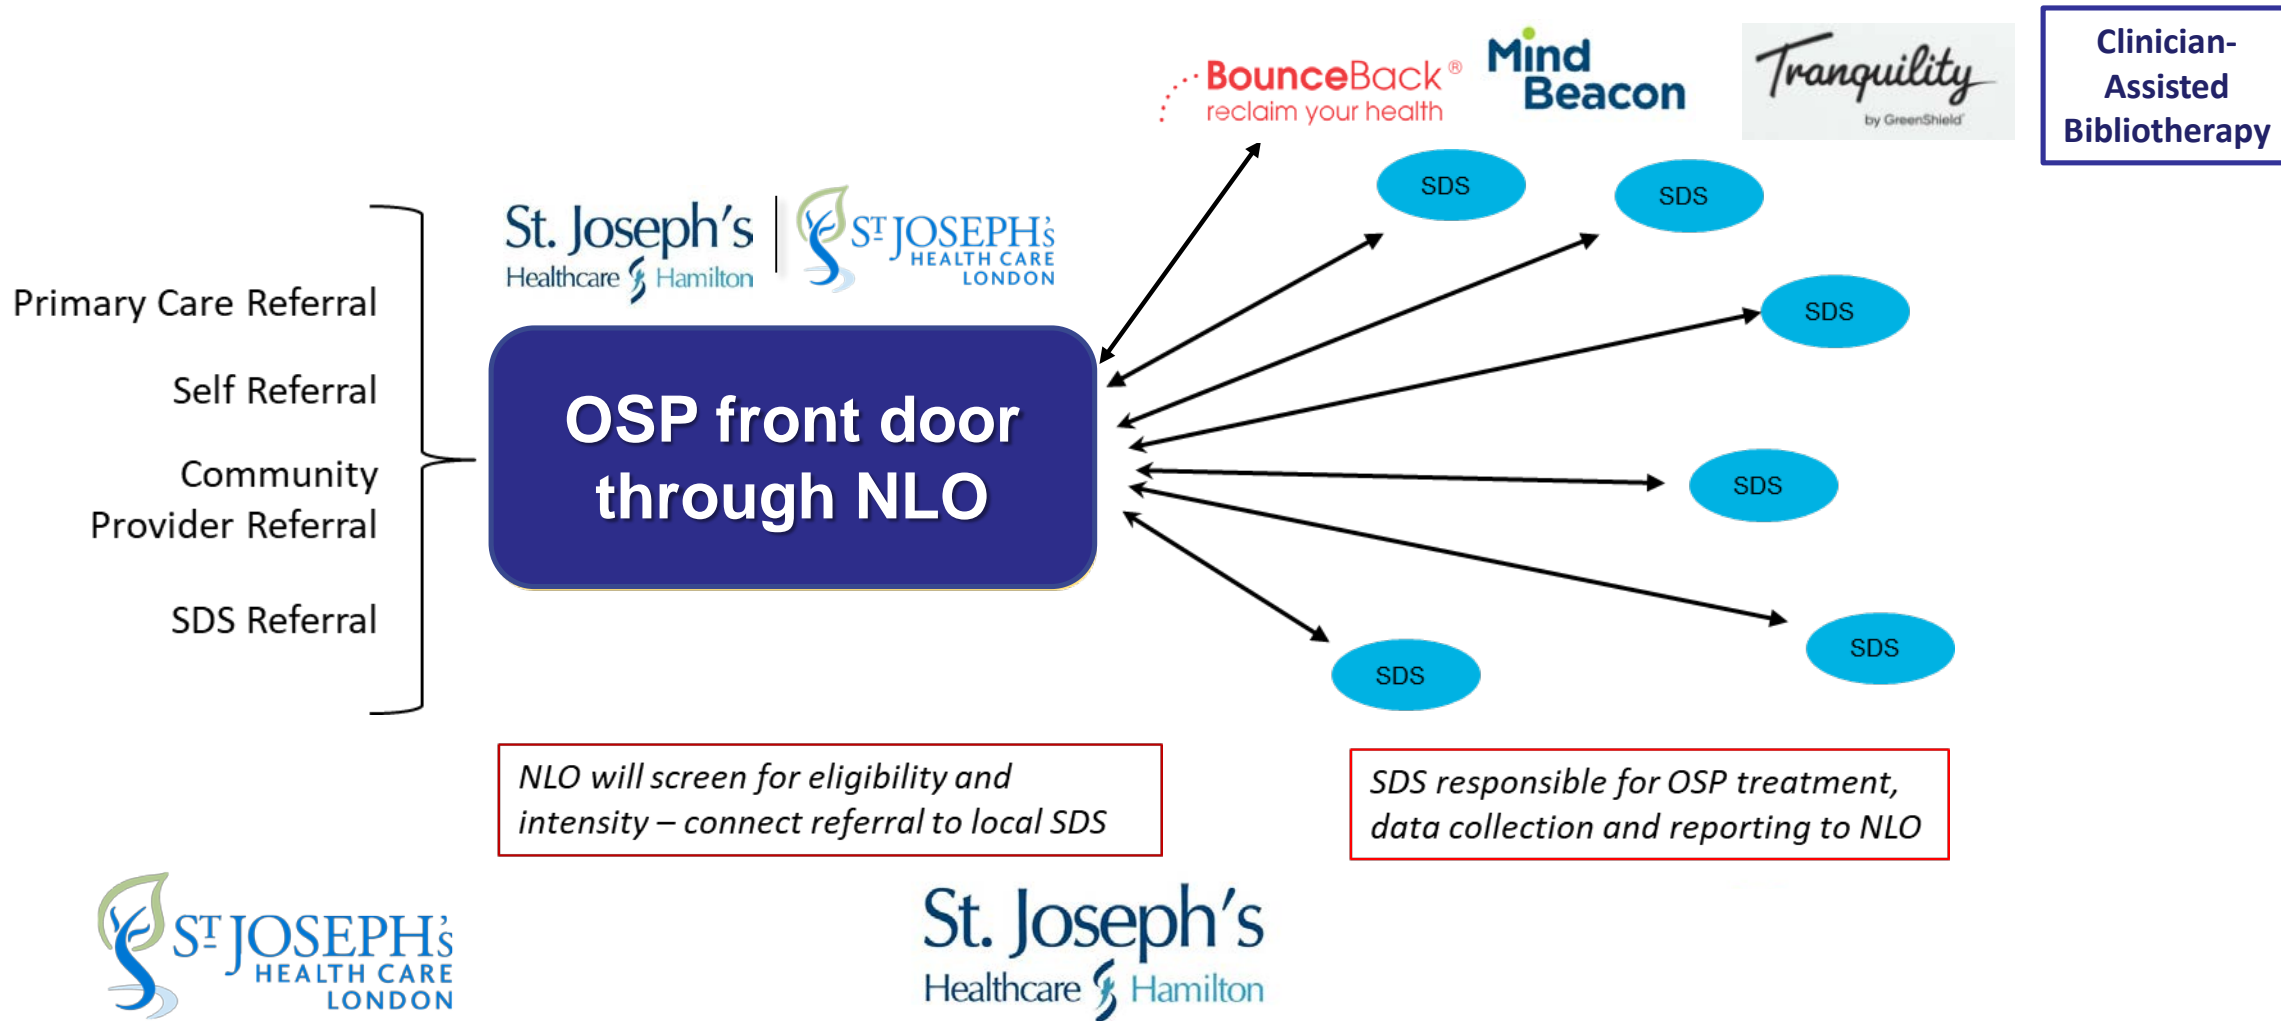 BounceBack®
reclaim your health
Mind
Beacon
Tranquility
by GreenShield®
Clinician-
Assisted
Bibliotherapy
St. Joseph's
Healthcare Hamilton
ST JOSEPH'S
HEALTH CARE
LONDON
Primary Care Referral
Self Referral
Community
Provider Referral
SDS Referral
OSP front door
through NLO
SDS
SDS
SDS
SDS
SDS
SDS
NLO will screen for eligibility and
intensity – connect referral to local SDS
SDS responsible for OSP treatment,
data collection and reporting to NLO
ST JOSEPH'S
HEALTH CARE
LONDON
St. Joseph's
Healthcare Hamilton